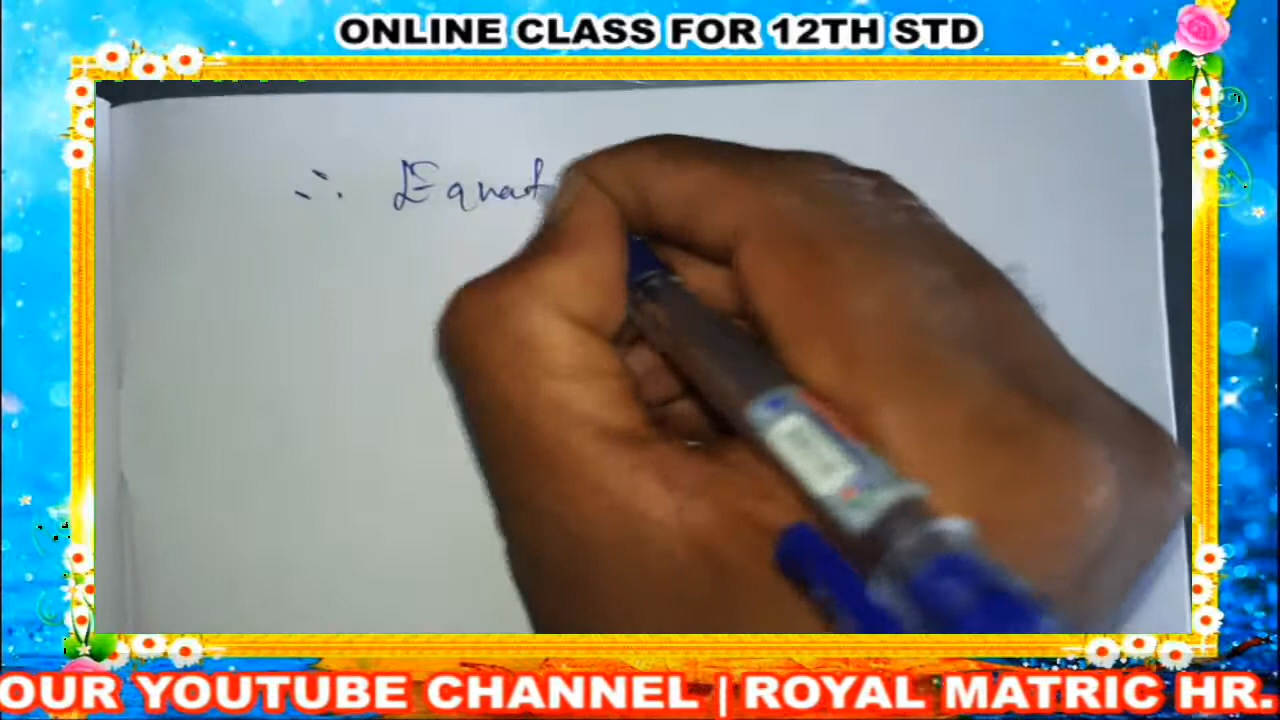 ONLINE CLASS FOR 12TH STD
∴ Equat
OUR YOUTUBE CHANNEL | ROYAL MATRIC HR.